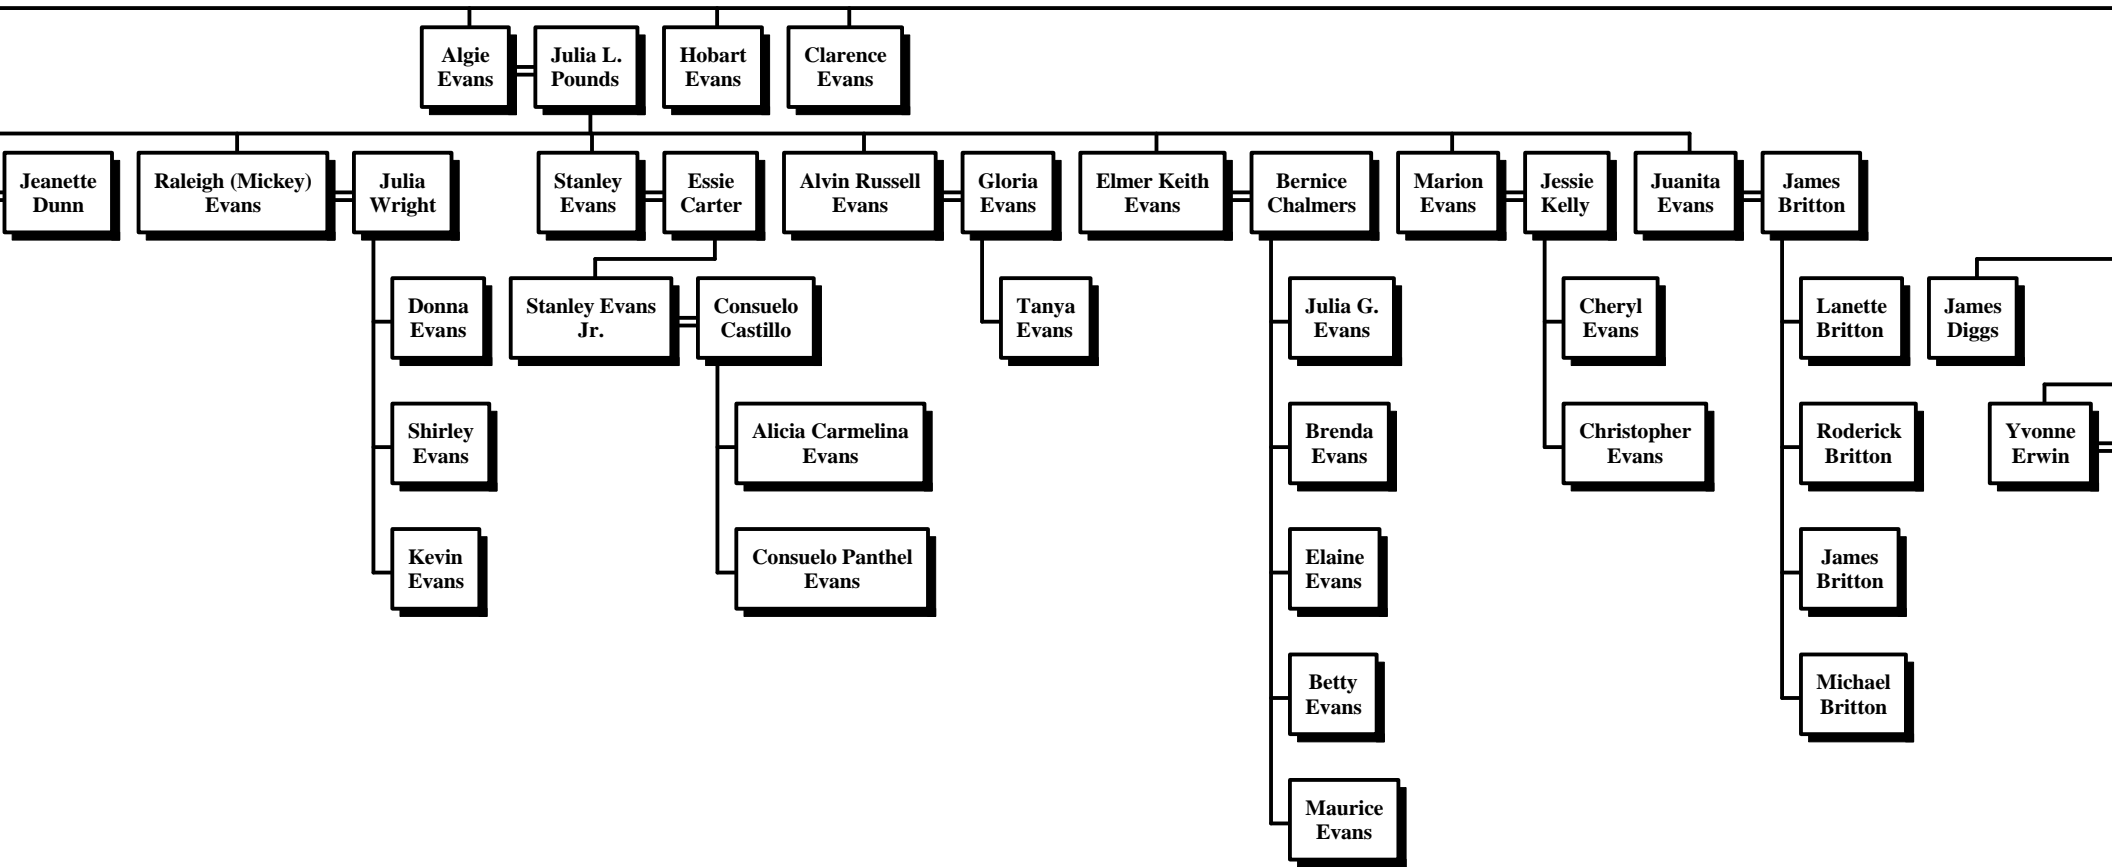 Algie
Evans
Julia L.
Pounds
Hobart
Evans
Clarence
Evans
Jeanette
Dunn
Raleigh (Mickey)
Evans
Julia
Wright
Stanley
Evans
Essie
Carter
Alvin Russell
Evans
Gloria
Evans
Elmer Keith
Evans
Bernice
Chalmers
Marion
Evans
Jessie
Kelly
Juanita
Evans
James
Britton
Donna
Evans
Stanley Evans
Jr.
Consuelo
Castillo
Tanya
Evans
Julia G.
Evans
Cheryl
Evans
Lanette
Britton
James
Diggs
Shirley
Evans
Alicia Carmelina
Evans
Brenda
Evans
Christopher
Evans
Roderick
Britton
Yvonne
Erwin
Kevin
Evans
Consuelo Panthel
Evans
Elaine
Evans
James
Britton
Betty
Evans
Michael
Britton
Maurice
Evans